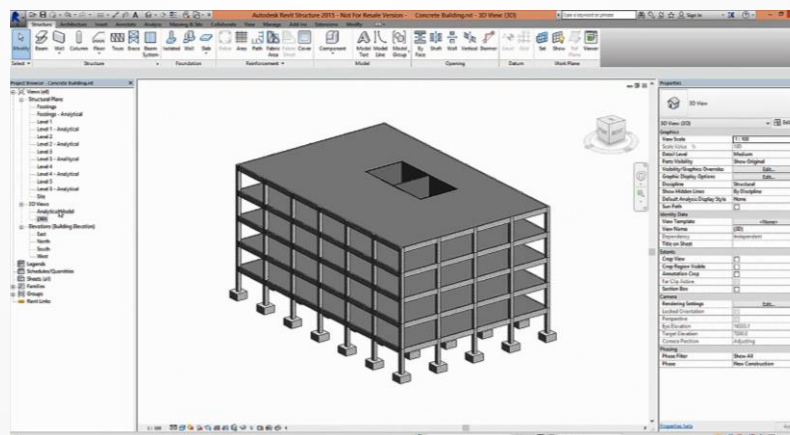 Autodesk Revit Structure 2015 - Not For Resale Version - Concrete Building.rvt - 3D View: {3D}
Type a keyword or phrase
Sign In
Structure Architecture Insert Annotate Analyze Massing & Site Collaborate View Manage Add-Ins Extensions Modify
Modify Beam Wall Column Floor Truss Brace Beam System Isolated Wall Slab Rebar Area Path Fabric Area Fabric Sheet Cover Component Model Text Model Line Model Group By Face Shaft Wall Vertical Dormer Level Grid Set Show Ref Plane Viewer
Select Structure Foundation Reinforcement Model Opening Datum Work Plane
Project Browser - Concrete Building.rvt
Views (all)
Structural Plans
Footings
Footings - Analytical
Level 1
Level 1 - Analytical
Level 2
Level 2 - Analytical
Level 3
Level 3 - Analytical
Level 4
Level 4 - Analytical
Level 5
Level 5 - Analytical
Site
3D Views
Analytical Model
{3D}
Elevations (Building Elevation)
East
North
South
West
Legends
Schedules/Quantities
Sheets (all)
Families
Groups
Revit Links
1 : 100
Properties
3D View
3D View: {3D}
Graphics
View Scale 1 : 100
Scale Value 1: 100
Detail Level Medium
Parts Visibility Show Original
Visibility/Graphics Overrides Edit...
Graphic Display Options Edit...
Discipline Structural
Show Hidden Lines By Discipline
Default Analysis Display Style None
Sun Path
Identity Data
View Template <None>
View Name {3D}
Dependency Independent
Title on Sheet
Extents
Crop View
Crop Region Visible
Annotation Crop
Far Clip Active
Section Box
Camera
Rendering Settings Edit...
Locked Orientation
Perspective
Eye Elevation
Target Elevation
Camera Position Adjusting
Phasing
Phase Filter Show All
Phase New Construction
Properties help